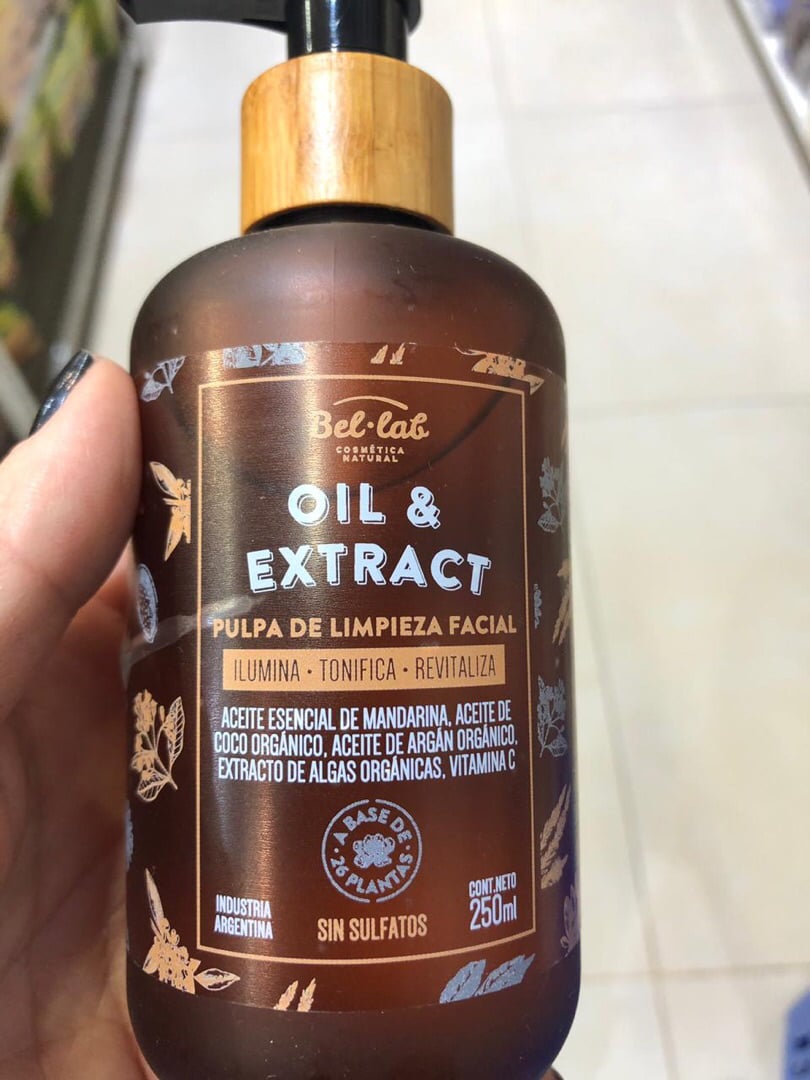 Bel·lab
COSMÉTICA
NATURAL
OIL &
EXTRACT
PULPA DE LIMPIEZA FACIAL
ILUMINA · TONIFICA · REVITALIZA
ACEITE ESENCIAL DE MANDARINA, ACEITE DE
COCO ORGÁNICO, ACEITE DE ARGÁN ORGÁNICO,
EXTRACTO DE ALGAS ORGÁNICAS, VITAMINA C
· A BASE DE ·
26 PLANTAS
INDUSTRIA
ARGENTINA
SIN SULFATOS
CONT.NETO
250ml